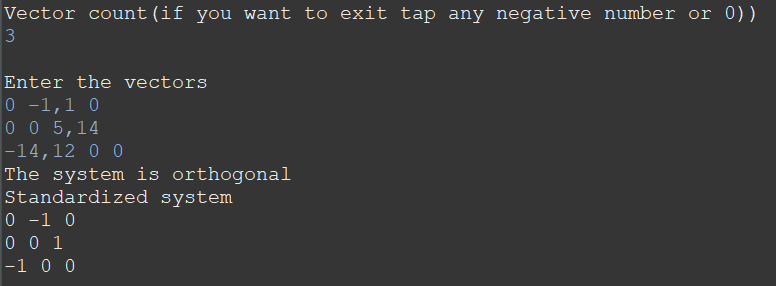 Vector count(if you want to exit tap any negative number or 0))
3
Enter the vectors
0 -1,1 0
0 0 5,14
-14,12 0 0
The system is orthogonal
Standardized system
0 -1 0
0 0 1
-1 0 0